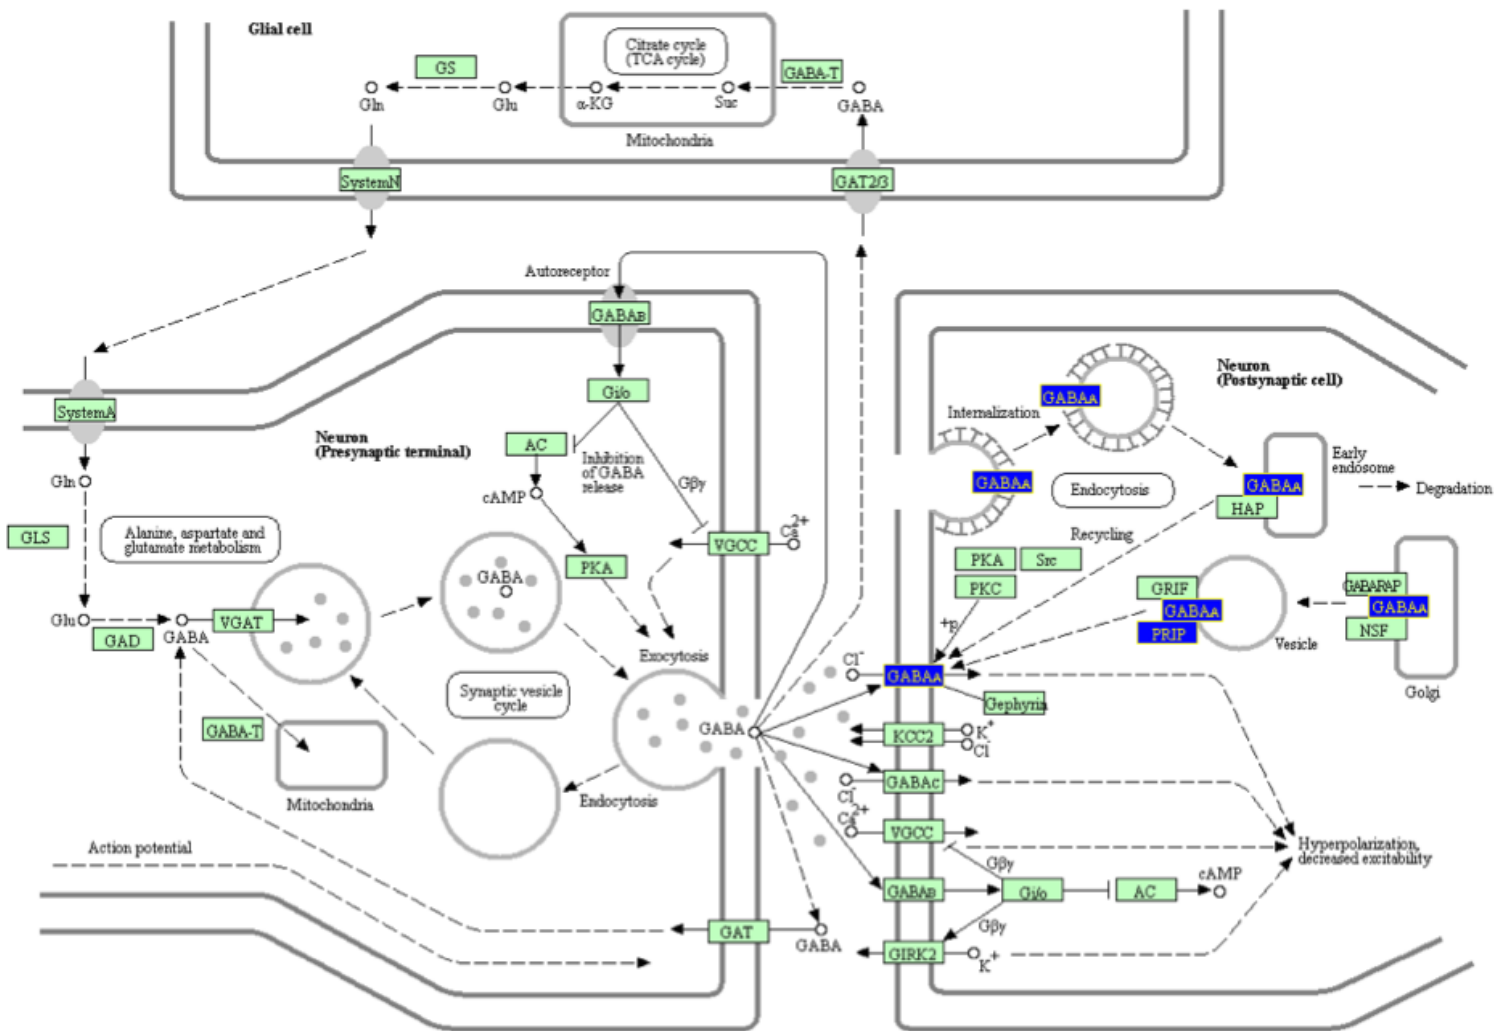 Glial cell
Citrate cycle
(TCA cycle)
GS
GABA-T
Gln
Glu
α-KG
Suc
GABA
Mitochondria
SystemN
GAT2/3
Autoreceptor
GABAB
Gi/o
SystemA
Neuron
(Presynaptic terminal)
AC
Inhibition
of GABA
release
Gβγ
cAMP
Gln
GLS
Alanine, aspartate and
glutamate metabolism
VGCC
Ca2+
PKA
GABA
Glu
GAD
GABA
VGAT
Exocytosis
Synaptic vesicle
cycle
GABA
GABA-T
Mitochondria
Endocytosis
Action potential
GAT
GABA
Neuron
(Postsynaptic cell)
GABAA
Internalization
GABAA
Endocytosis
Early
endosome
GABAA
HAP
Degradation
Recycling
PKA
Src
PKC
+p
GRIF
GABAA
PRIP
Vesicle
GABARAP
GABAA
NSF
Golgi
Cl-
GABAA
Gephyrin
KCC2
K+
Cl-
GABAC
Cl-
Ca2+
VGCC
Hyperpolarization,
decreased excitability
Gβγ
GABAB
Gi/o
AC
cAMP
Gβγ
GIRK2
K+